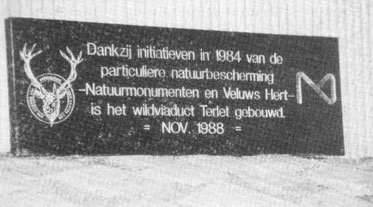 Dankzij initiatieven in 1984 van de
particuliere natuurbescherming
-Natuurmonumenten en Veluws Hert-
is het wildviaduct Terlet gebouwd.
= NOV. 1988 =